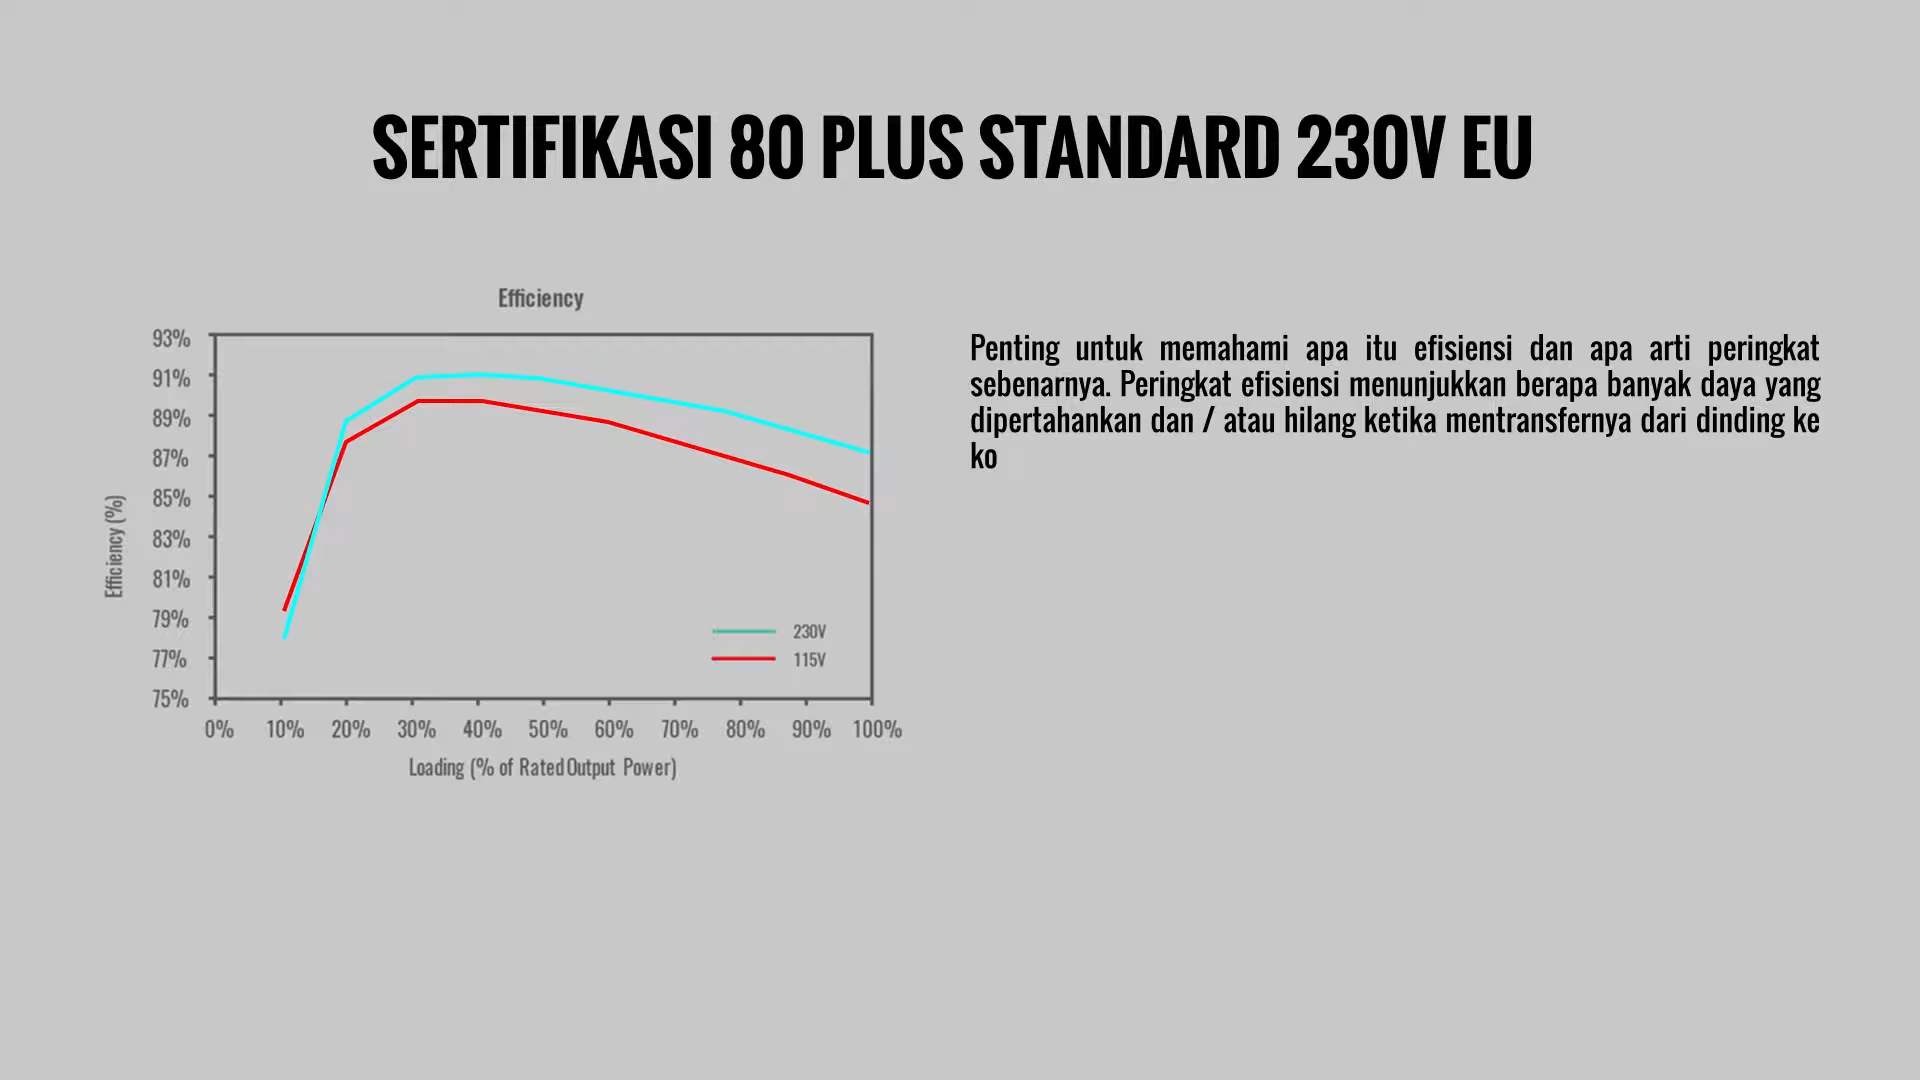 SERTIFIKASI 80 PLUS STANDARD 230V EU
Efficiency
93%
91%
89%
87%
85%
83%
81%
79%
77%
75%
Efficiency (%)
230V
115V
0% 10% 20% 30% 40% 50% 60% 70% 80% 90% 100%
Loading (% of Rated Output Power)
Penting untuk memahami apa itu efisiensi dan apa arti peringkat
sebenarnya. Peringkat efisiensi menunjukkan berapa banyak daya yang
dipertahankan dan / atau hilang ketika mentransfernya dari dinding ke
ko